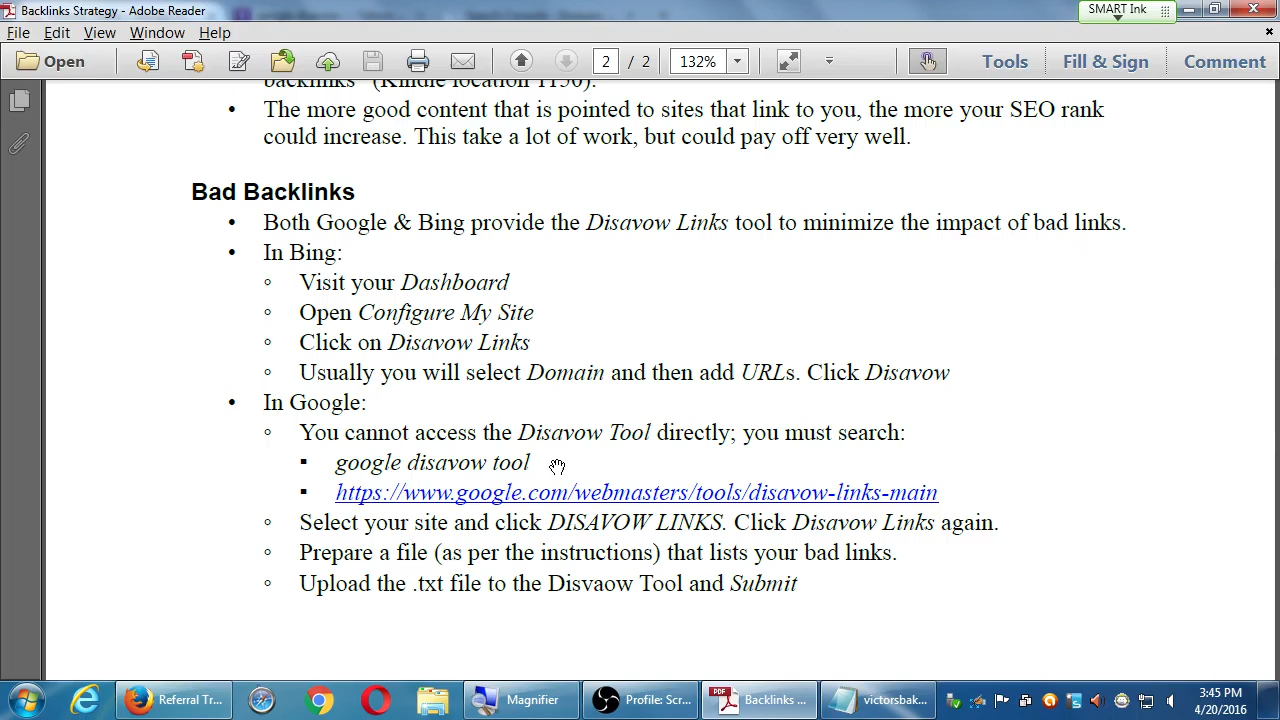 Backlinks Strategy - Adobe Reader
SMART Ink
File Edit View Window Help
Open
2 / 2
132%
Tools
Fill & Sign
Comment
backlinks" (Kindle location 1150).
• The more good content that is pointed to sites that link to you, the more your SEO rank
could increase. This take a lot of work, but could pay off very well.
Bad Backlinks
• Both Google & Bing provide the Disavow Links tool to minimize the impact of bad links.
• In Bing:
◦ Visit your Dashboard
◦ Open Configure My Site
◦ Click on Disavow Links
◦ Usually you will select Domain and then add URLs. Click Disavow
• In Google:
◦ You cannot access the Disavow Tool directly; you must search:
▪ google disavow tool
▪ https://www.google.com/webmasters/tools/disavow-links-main
◦ Select your site and click DISAVOW LINKS. Click Disavow Links again.
◦ Prepare a file (as per the instructions) that lists your bad links.
◦ Upload the .txt file to the Disvaow Tool and Submit
Referral Tr...
Magnifier
Profile: Scr...
PDF
Backlinks ...
victorsbak...
3:45 PM
4/20/2016